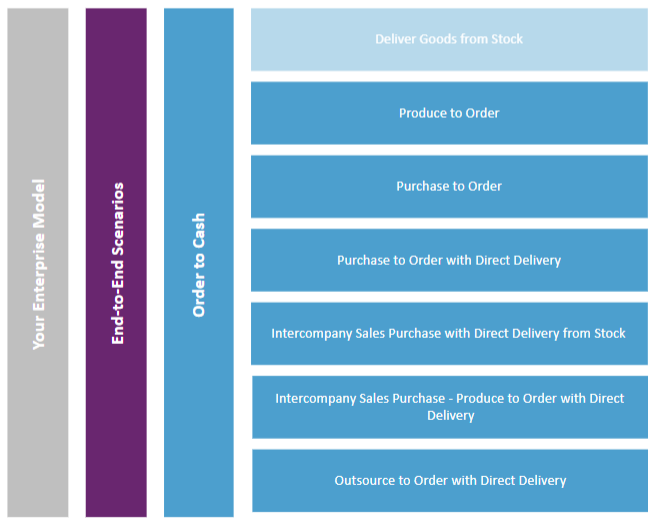 Your Enterprise Model
End-to-End Scenarios
Order to Cash
Deliver Goods from Stock
Produce to Order
Purchase to Order
Purchase to Order with Direct Delivery
Intercompany Sales Purchase with Direct Delivery from Stock
Intercompany Sales Purchase - Produce to Order with Direct
Delivery
Outsource to Order with Direct Delivery